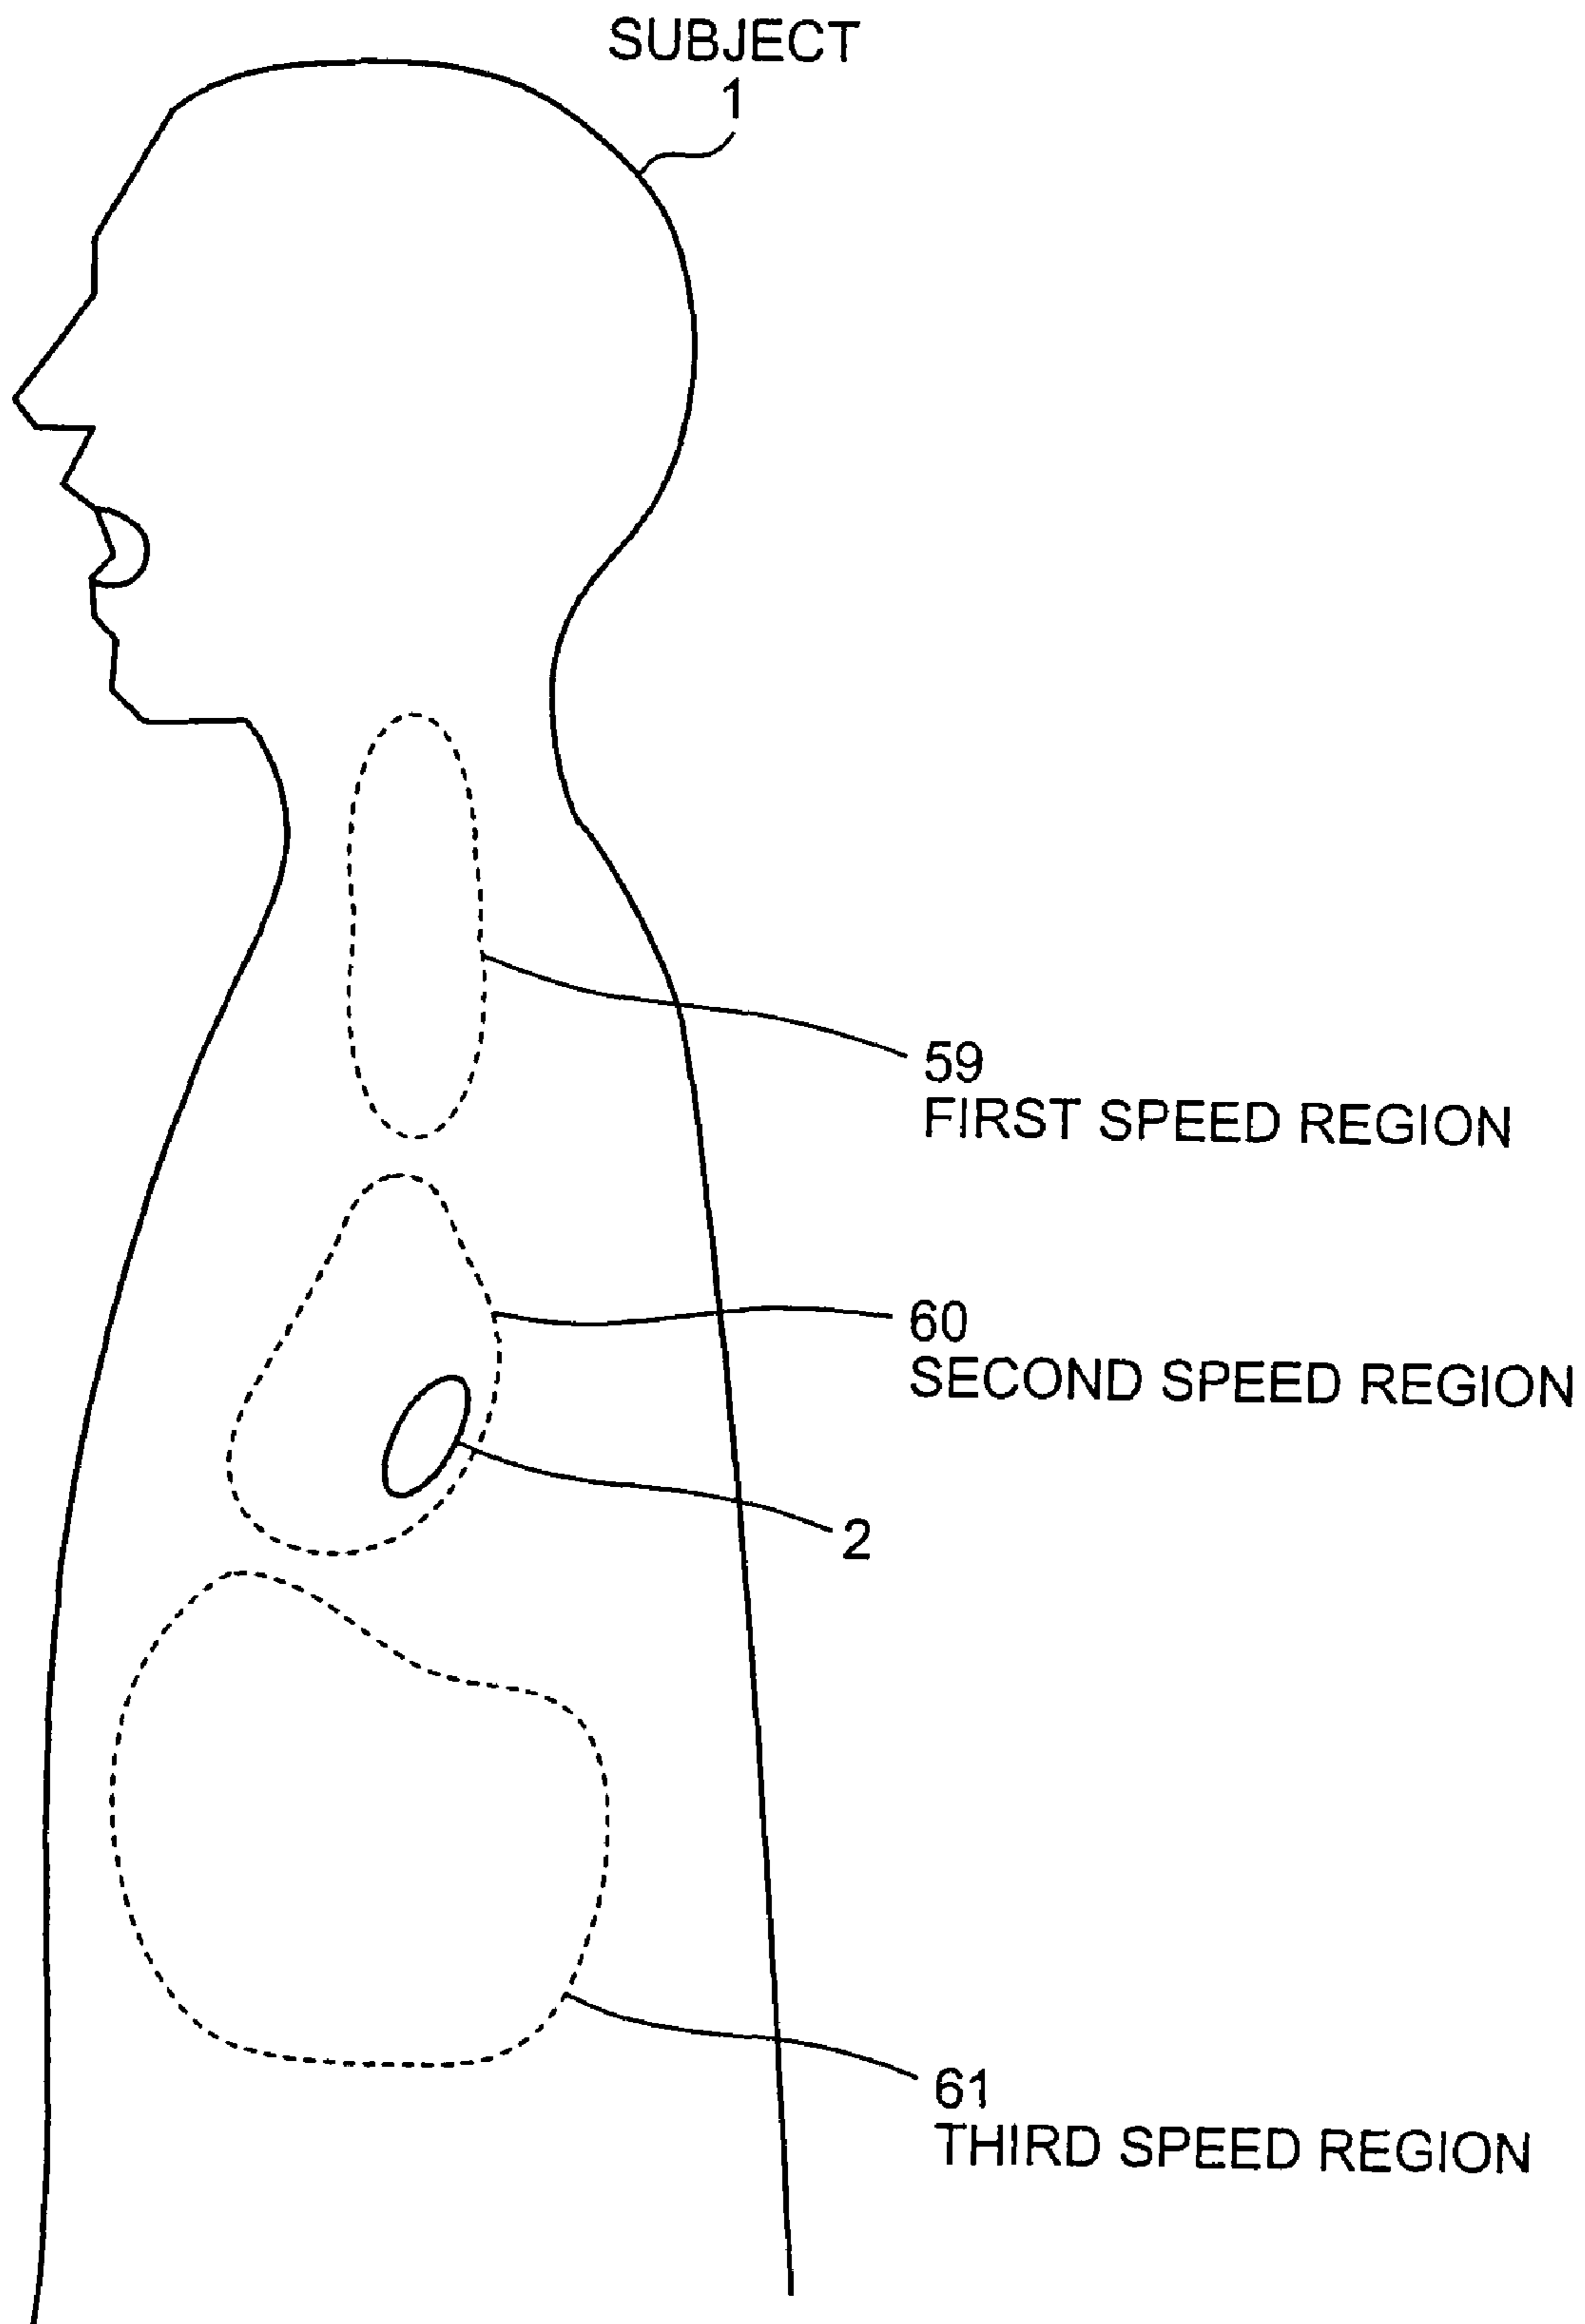 SUBJECT
1
59
FIRST SPEED REGION
60
SECOND SPEED REGION
2
61
THIRD SPEED REGION